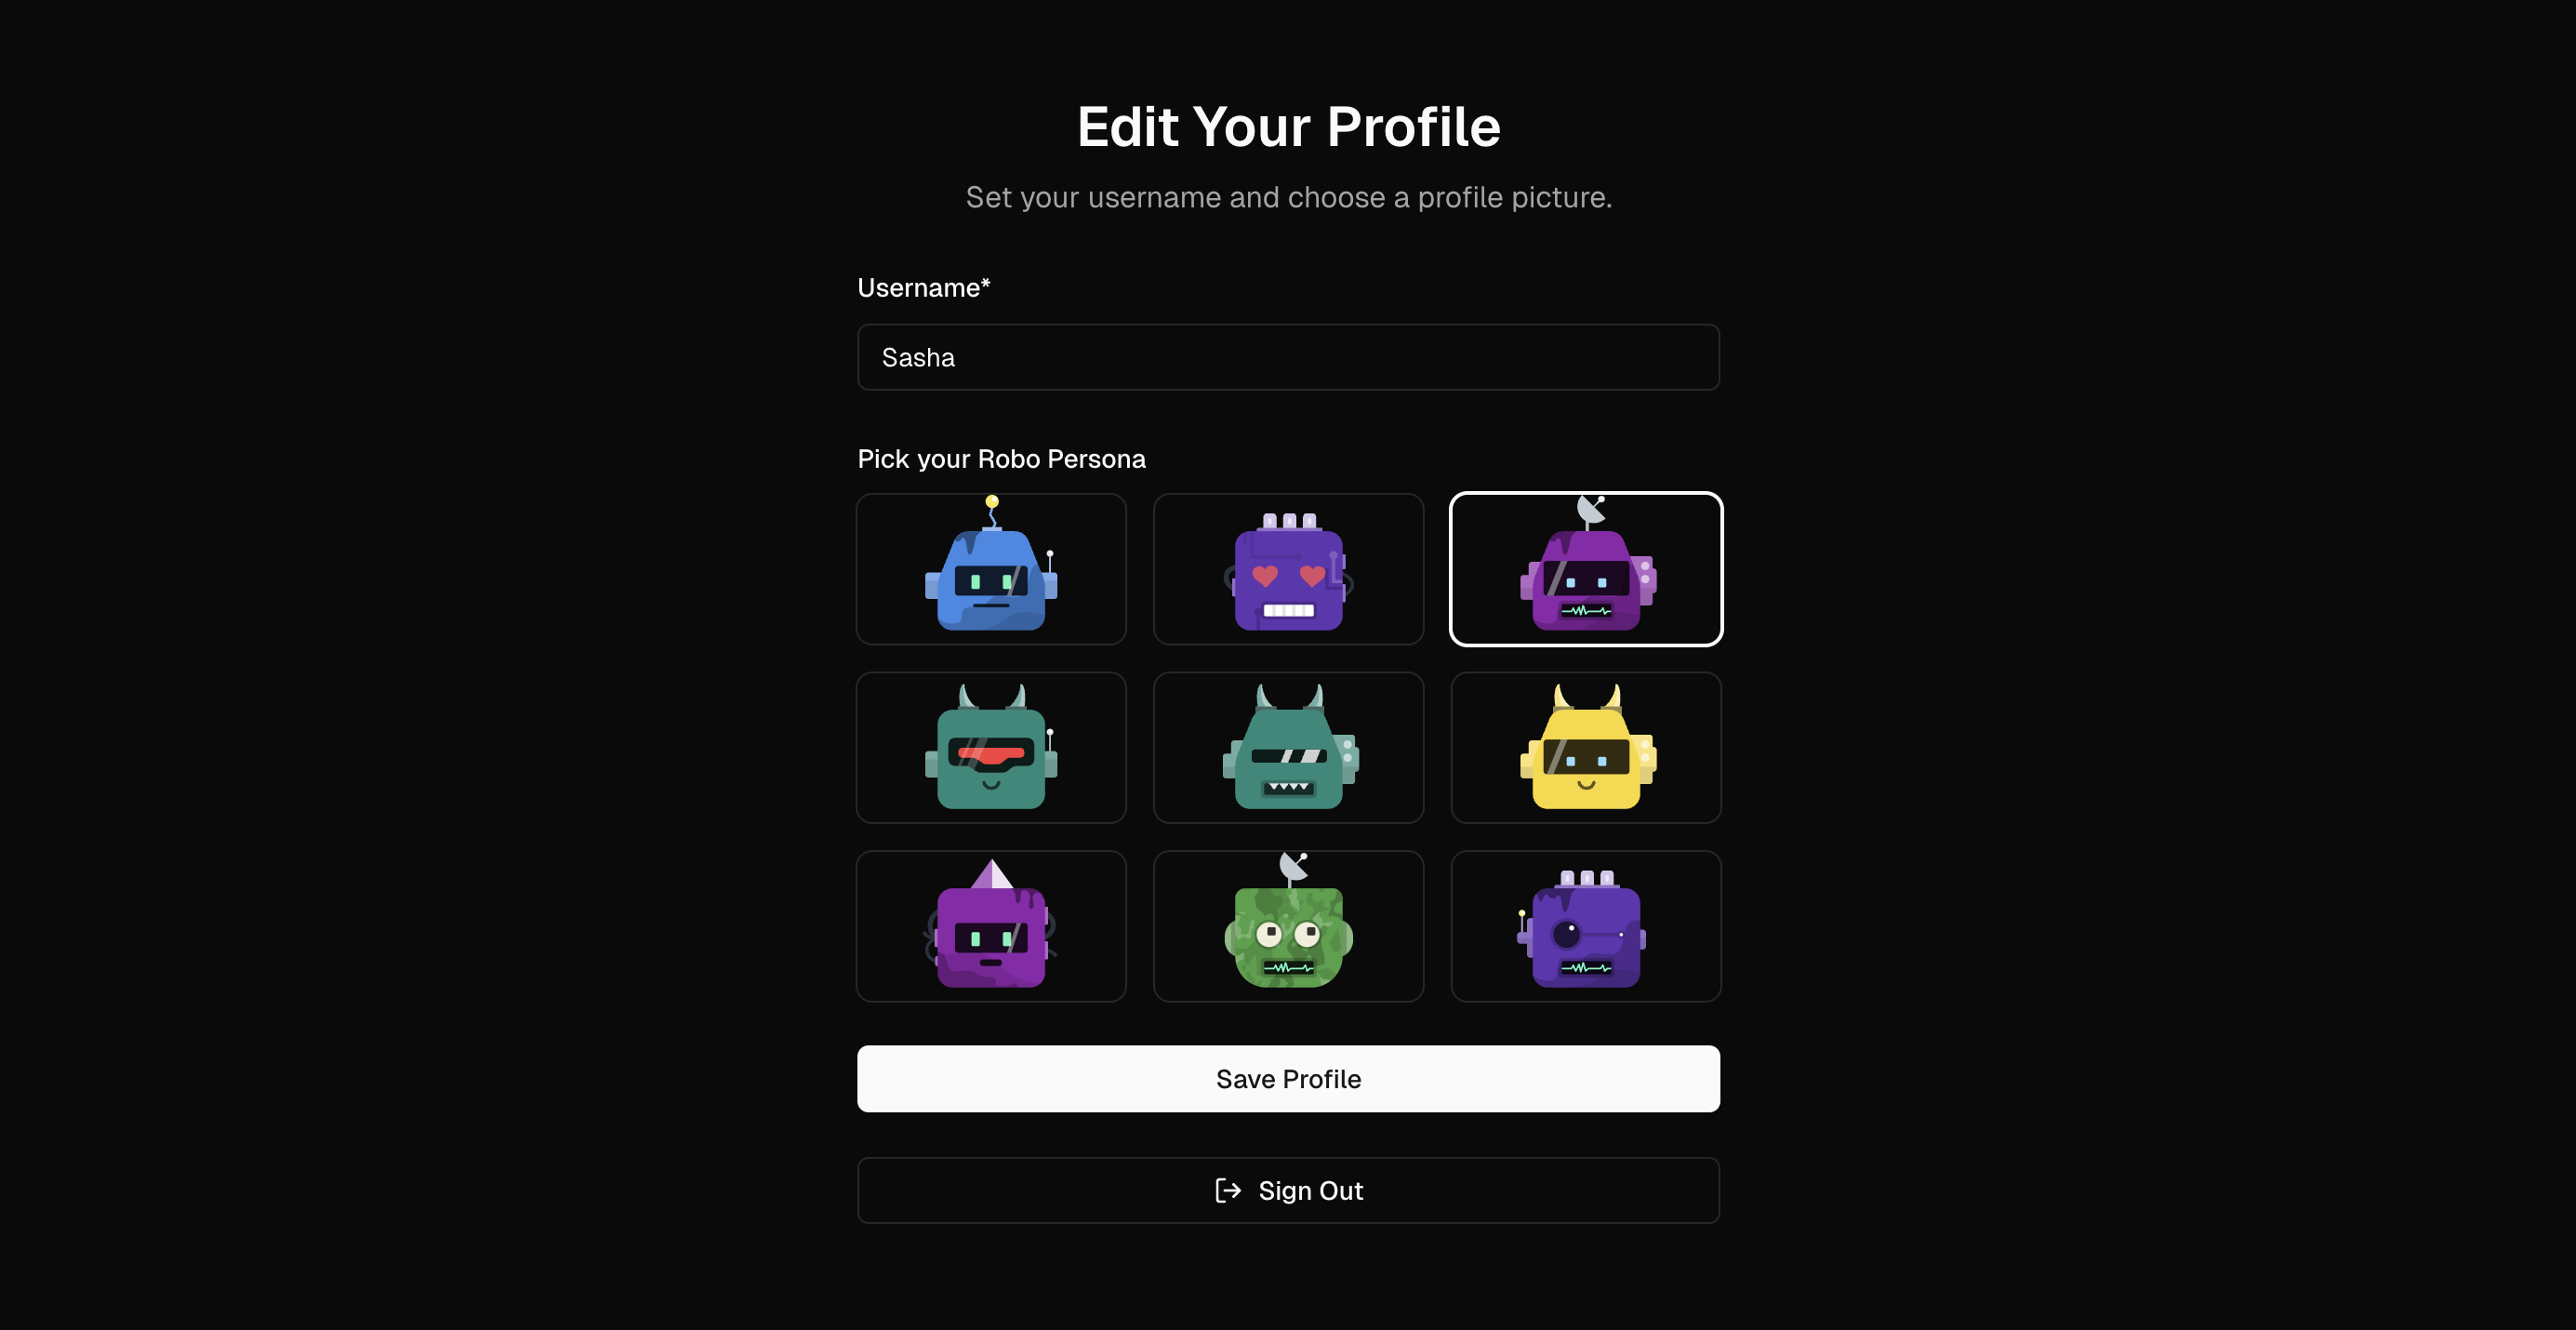 Edit Your Profile
Set your username and choose a profile picture.
Username*
Sasha
Pick your Robo Persona
Save Profile
Sign Out